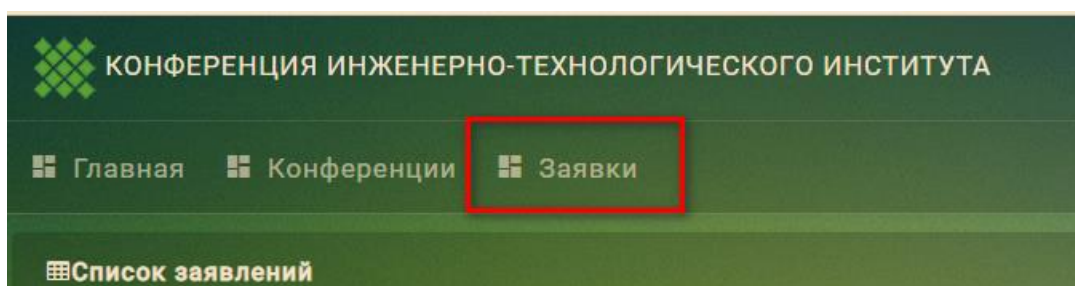 КОНФЕРЕНЦИЯ ИНЖЕНЕРНО-ТЕХНОЛОГИЧЕСКОГО ИНСТИТУТА
Главная Конференции Заявки
Список заявлений